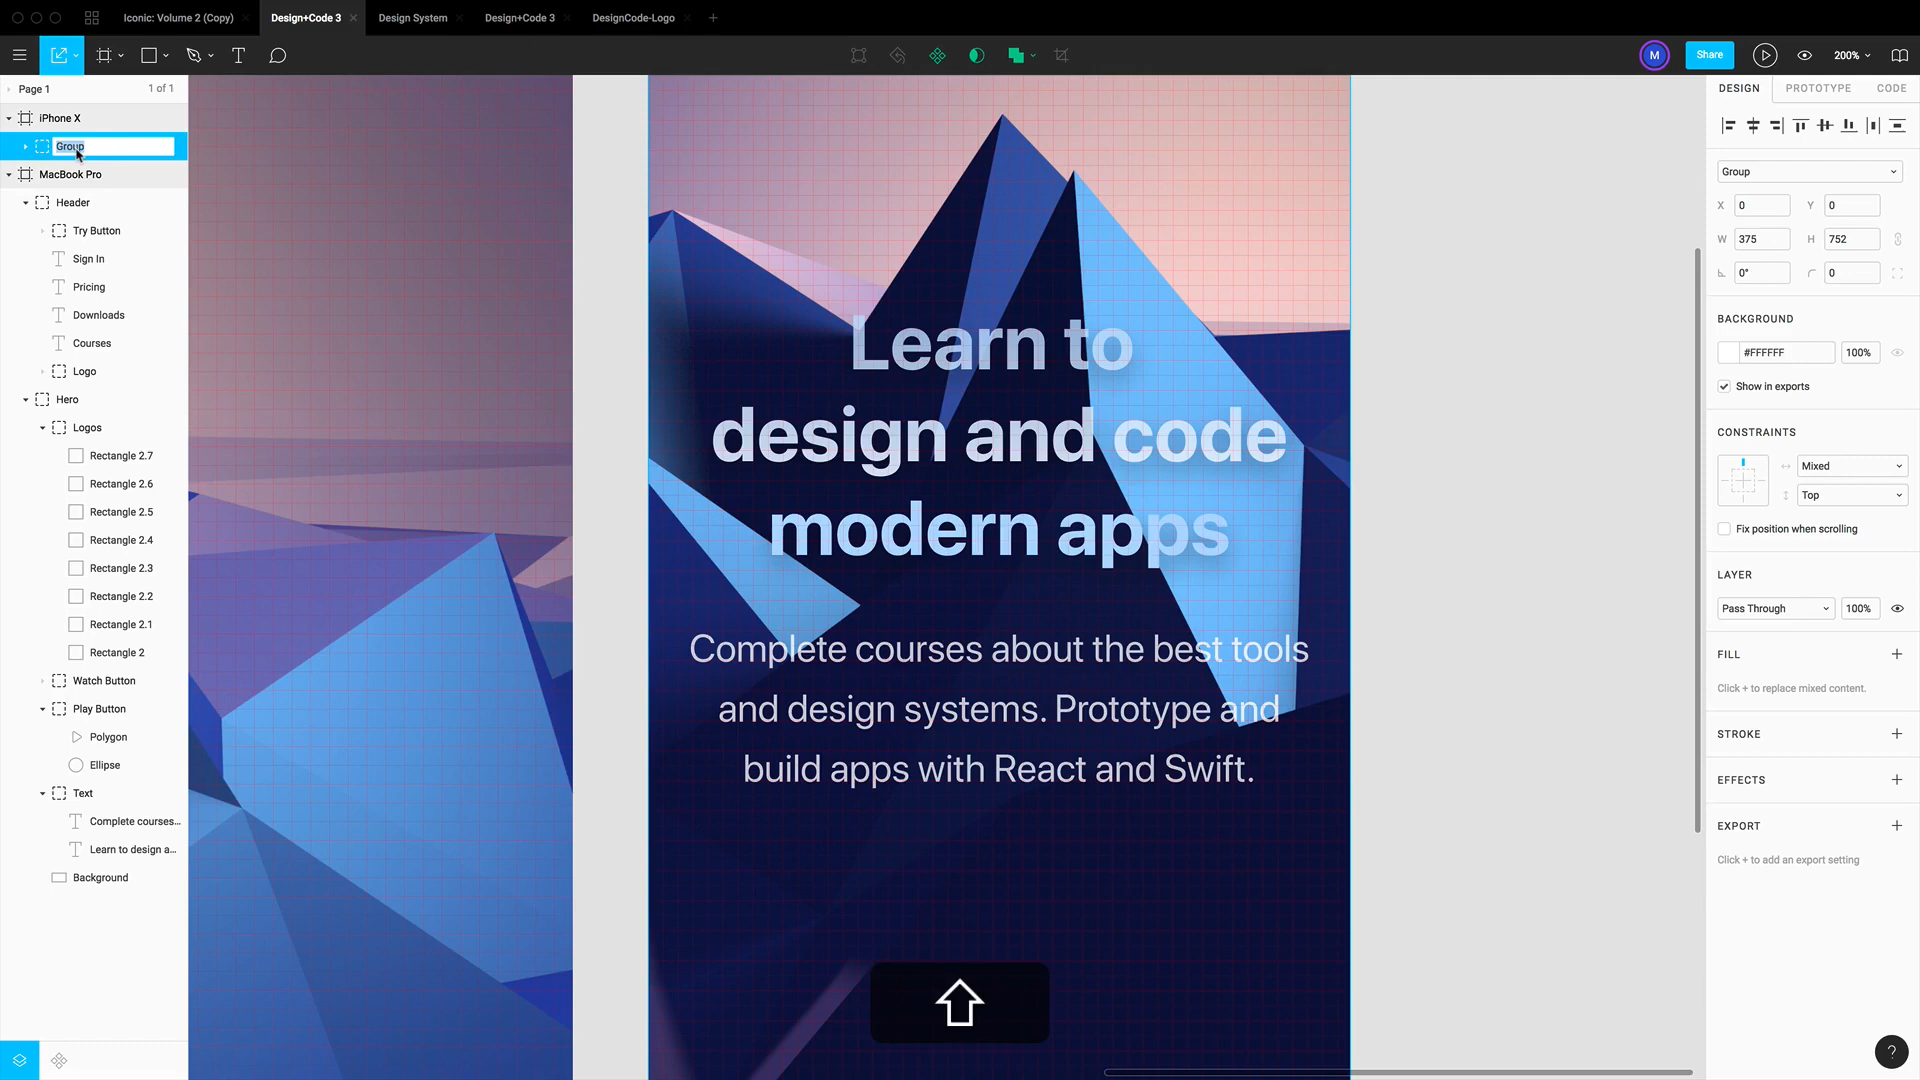 Iconic: Volume 2 (Copy)
Design+Code 3
Design System
Design+Code 3
DesignCode-Logo
M
Share
200%
Page 1
1 of 1
iPhone X
Group
MacBook Pro
Header
Try Button
Sign In
Pricing
Downloads
Courses
Logo
Hero
Logos
Rectangle 2.7
Rectangle 2.6
Rectangle 2.5
Rectangle 2.4
Rectangle 2.3
Rectangle 2.2
Rectangle 2.1
Rectangle 2
Watch Button
Play Button
Polygon
Ellipse
Text
Complete courses...
Learn to design a...
Background
Learn to
design and code
modern apps
Complete courses about the best tools
and design systems. Prototype and
build apps with React and Swift.
DESIGN
PROTOTYPE
CODE
Group
X 0 Y 0
W 375 H 752
0° 0
BACKGROUND
#FFFFFF 100%
Show in exports
CONSTRAINTS
Mixed
Top
Fix position when scrolling
LAYER
Pass Through 100%
FILL
Click + to replace mixed content.
STROKE
EFFECTS
EXPORT
Click + to add an export setting
?